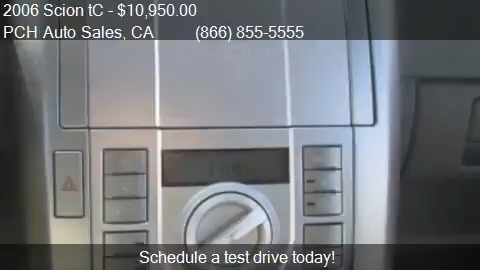 2006 Scion tC - $10,950.00
PCH Auto Sales, CA (866) 855-5555
Schedule a test drive today!